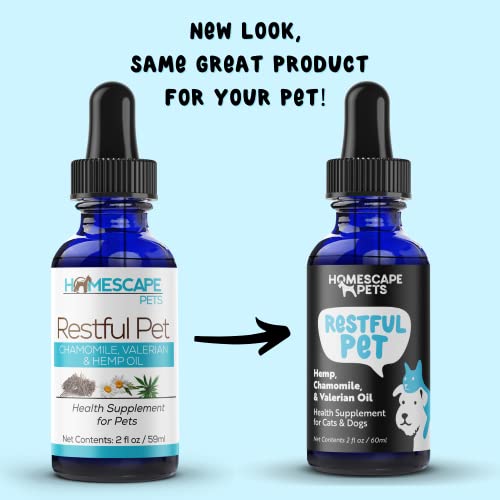 NEW LOOK,
SAME GREAT PRODUCT
FOR YOUR PET!
HOMESCAPE
PETS
Restful Pet
CHAMOMILE, VALERIAN
& HEMP OIL
Health Supplement
for Pets
Net Contents: 2 fl oz / 59ml
HOMESCAPE
PETS
RESTFUL
PET
Hemp,
Chamomile,
& Valerian Oil
Health Supplement
for Cats & Dogs
Net Contents 2 fl oz / 60ml